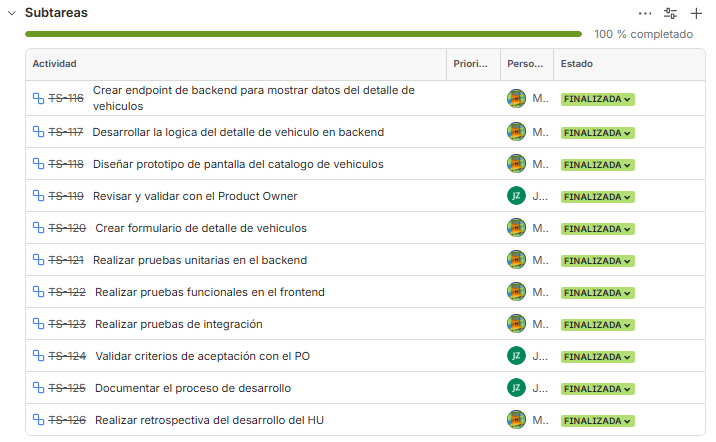 Subtareas
100 % completado
Actividad Priori... Perso... Estado
TS-116 Crear endpoint de backend para mostrar datos del detalle de
vehiculos M.. FINALIZADA
TS-117 Desarrollar la logica del detalle de vehiculo en backend M.. FINALIZADA
TS-118 Diseñar prototipo de pantalla del catalogo de vehiculos M.. FINALIZADA
TS-119 Revisar y validar con el Product Owner JZ J... FINALIZADA
TS-120 Crear formulario de detalle de vehiculos M.. FINALIZADA
TS-121 Realizar pruebas unitarias en el backend M.. FINALIZADA
TS-122 Realizar pruebas funcionales en el frontend M.. FINALIZADA
TS-123 Realizar pruebas de integración M.. FINALIZADA
TS-124 Validar criterios de aceptación con el PO JZ J... FINALIZADA
TS-125 Documentar el proceso de desarrollo JZ J... FINALIZADA
TS-126 Realizar retrospectiva del desarrollo del HU M.. FINALIZADA